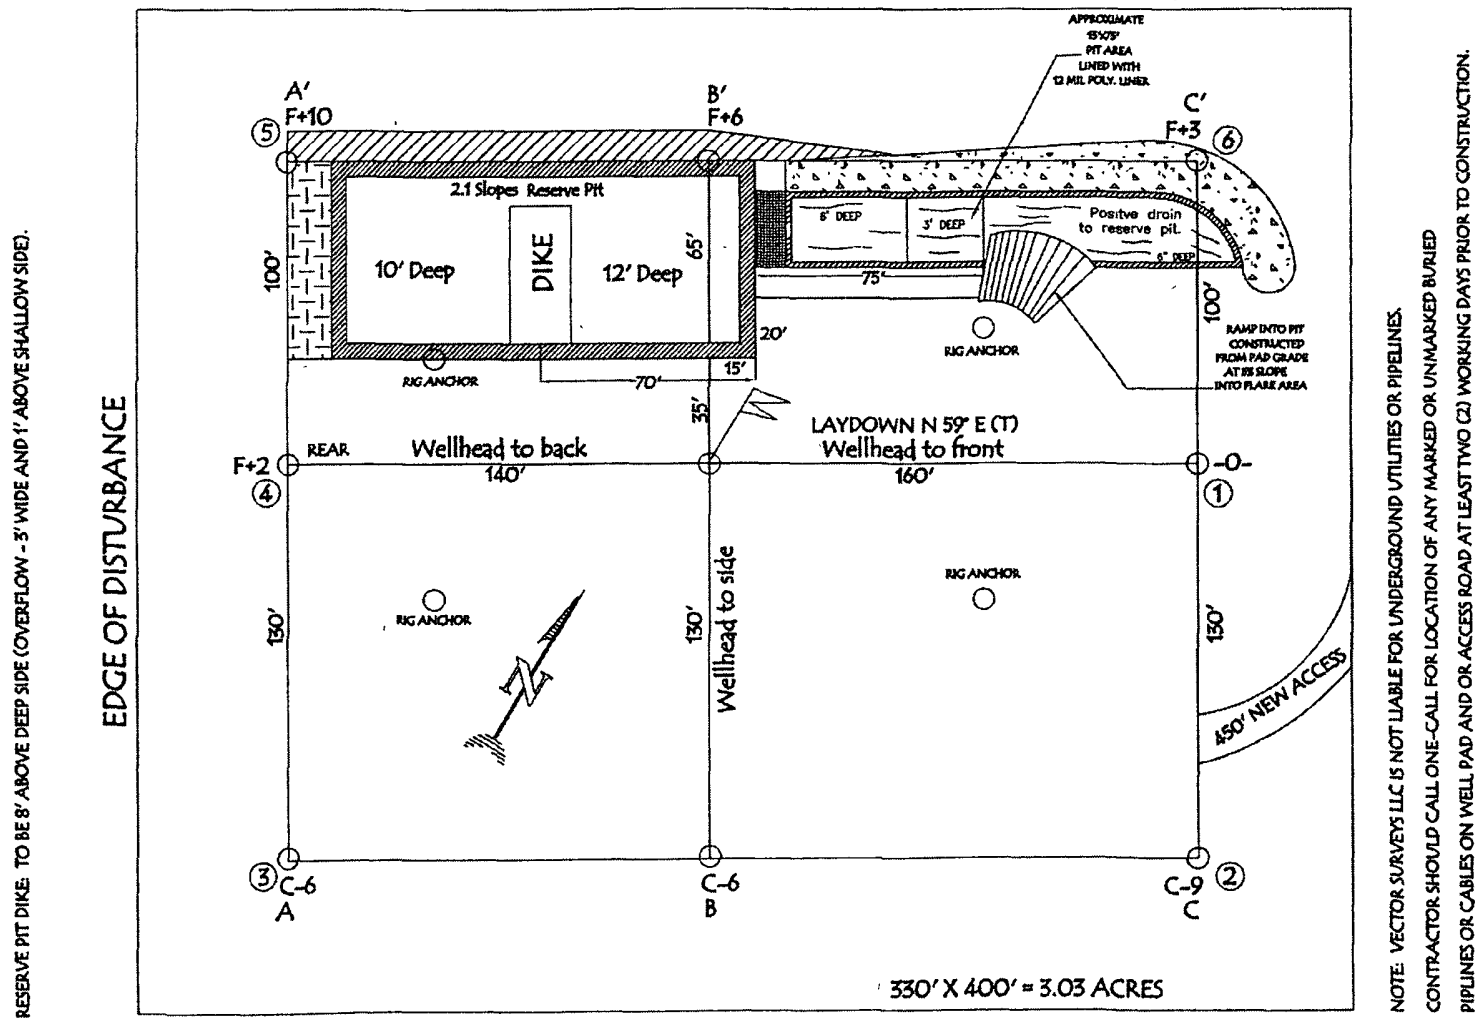 RESERVE PIT DIKE: TO BE 8' ABOVE DEEP SIDE (OVERFLOW - 3' WIDE AND 1' ABOVE SHALLOW SIDE).
EDGE OF DISTURBANCE
APPROXIMATE
PIT AREA
LINED WITH
12 MIL POLY. LINER
A'
F+10
5
B'
F+6
C'
F+3
6
2:1 Slopes Reserve Pit
100'
10' Deep
DIKE
12' Deep
65'
3' DEEP
Positve drain
to reserve pit.
75'
100'
20'
RIG ANCHOR
RIG ANCHOR
RAMP INTO PIT
CONSTRUCTED
FROM PAD GRADE
SLOPE
INTO FLARE AREA
15'
70'
35'
N
LAYDOWN N 59° E (T)
REAR
Wellhead to back
Wellhead to front
F+2
-0-
140'
160'
4
1
RIG ANCHOR
RIG ANCHOR
130'
130'
Wellhead to side
130'
N
450' NEW ACCESS
3
C-6
A
C-6
B
C-9
C
2
330' X 400' = 3.03 ACRES
NOTE: VECTOR SURVEYS LLC IS NOT LIABLE FOR UNDERGROUND UTILITIES OR PIPELINES.
CONTRACTOR SHOULD CALL ONE-CALL FOR LOCATION OF ANY MARKED OR UNMARKED BURIED
PIPLINES OR CABLES ON WELL PAD AND OR ACCESS ROAD AT LEAST TWO (2) WORKING DAYS PRIOR TO CONSTRUCTION.